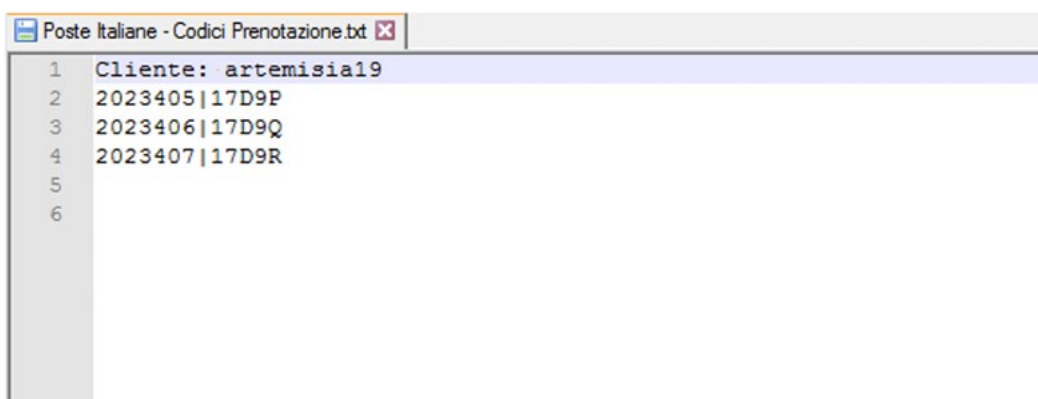 Poste Italiane - Codici Prenotazione.txt
1 Cliente: artemisia19
2 2023405|17D9P
3 2023406|17D9Q
4 2023407|17D9R
5
6